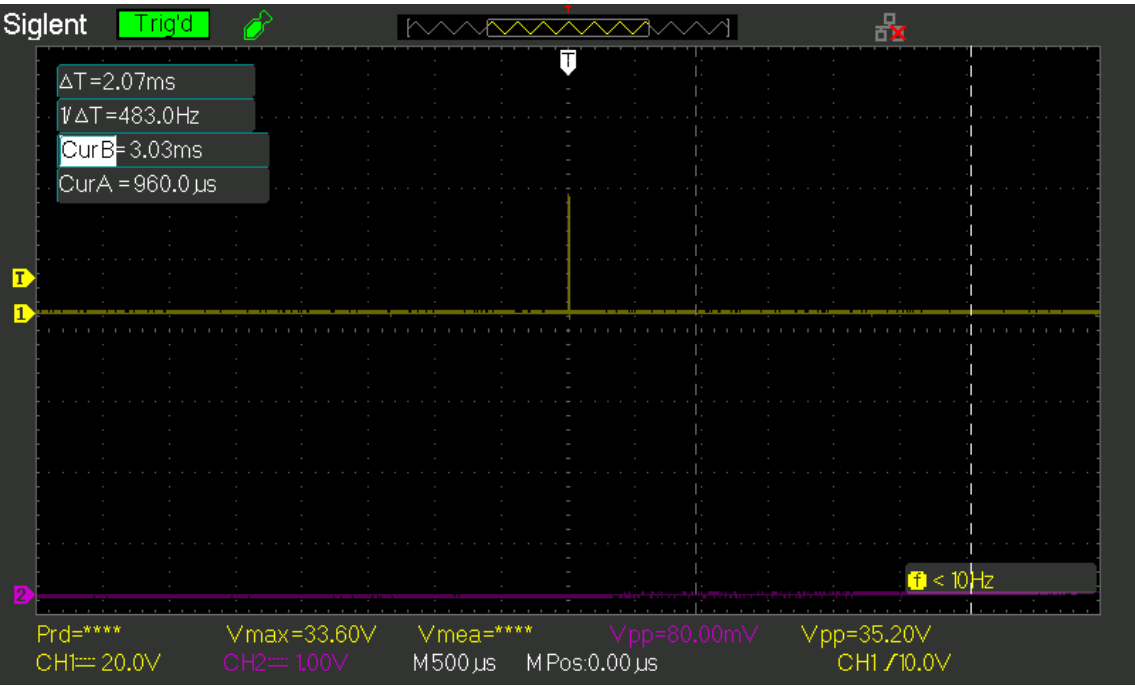 Siglent Trig'd
T
T
ΔT=2.07ms
1/ΔT=483.0Hz
CurB=3.03ms
CurA=960.0µs
T
1
2
f < 10Hz
Prd=**** Vmax=33.60V Vmea=**** Vpp=80.00mV Vpp=35.20V
CH1 20.0V CH2 1.00V M500µs MPos:0.00µs CH1 /10.0V